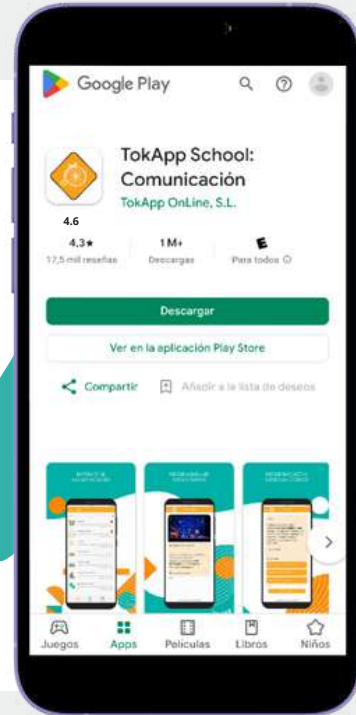 Google Play
TokApp School:
Comunicación
TokApp OnLine, S.L.
4.6
4,3★ 1 M+ E
17,5 mil reseñas Descargas Para todos
Descargar
Ver en la aplicación Play Store
Compartir Añadir a la lista de deseos
Juegos Apps Películas Libros Niños